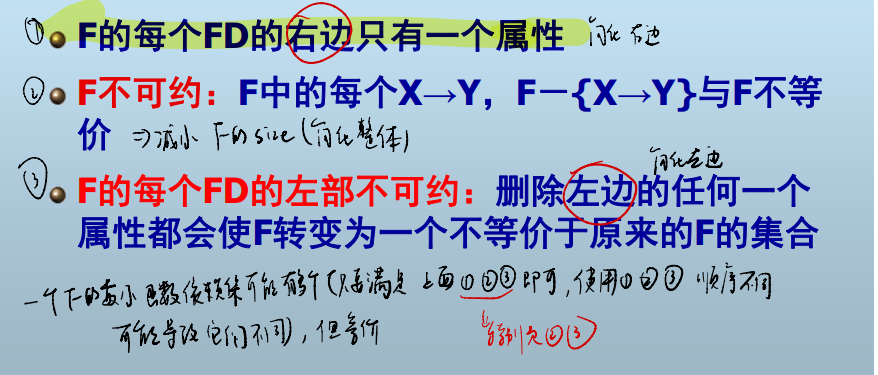 ① F的每个FD的右边只有一个属性 简化右边
② F不可约：F中的每个X→Y，F－{X→Y}与F不等
价 ⇒减小 F的size(简化整体)
简化左边
③ F的每个FD的左部不可约：删除左边的任何一个
属性都会使F转变为一个不等价于原来的F的集合
一个F的最小函数依赖集可能有多个(只要满足上面①②③即可,使用①②③顺序不同
可能导致它们不同),但等价
②③